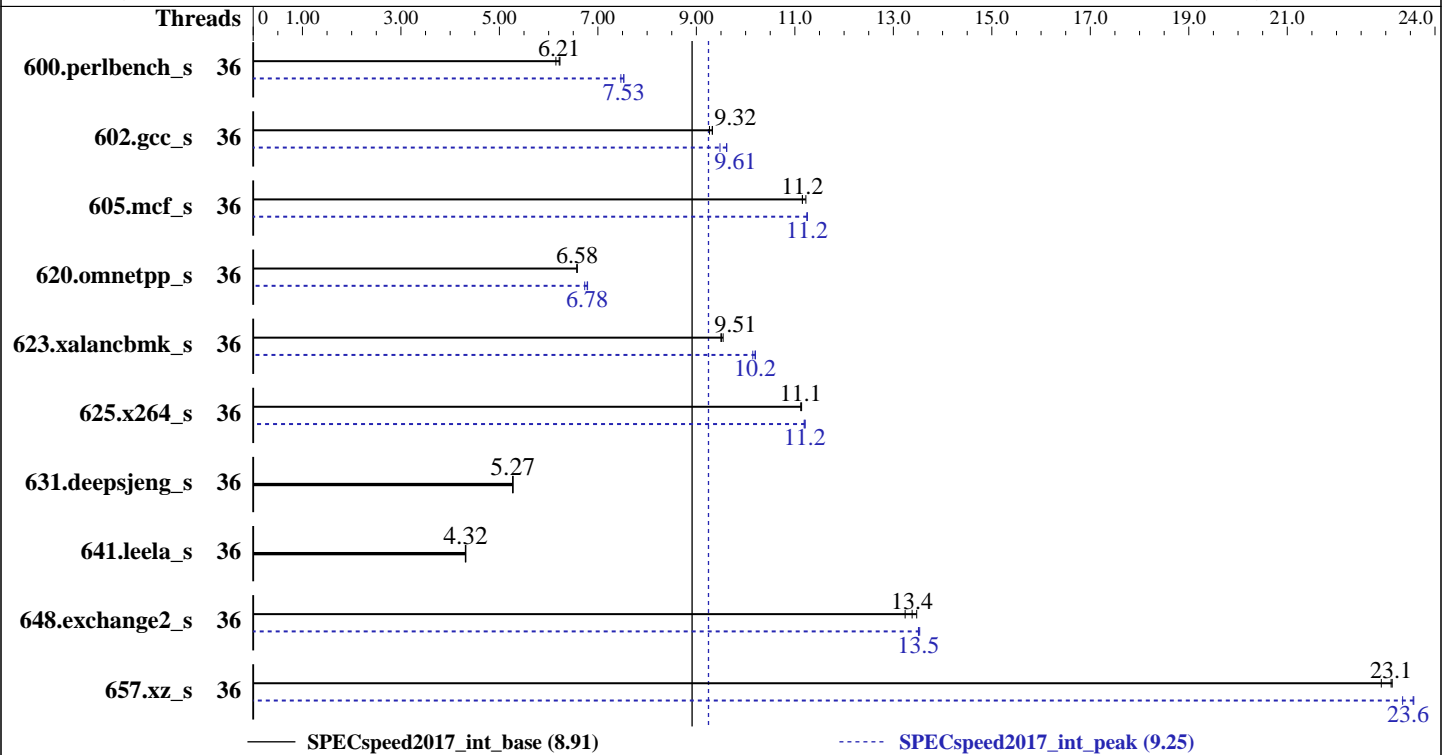 Threads 0 1.00 3.00 5.00 7.00 9.00 11.0 13.0 15.0 17.0 19.0 21.0 24.0
6.21
600.perlbench_s 36
7.53
9.32
602.gcc_s 36
9.61
11.2
605.mcf_s 36
11.2
6.58
620.omnetpp_s 36
6.78
9.51
623.xalancbmk_s 36
10.2
11.1
625.x264_s 36
11.2
5.27
631.deepsjeng_s 36
4.32
641.leela_s 36
13.4
648.exchange2_s 36
13.5
23.1
657.xz_s 36
23.6
SPECspeed2017_int_base (8.91) SPECspeed2017_int_peak (9.25)